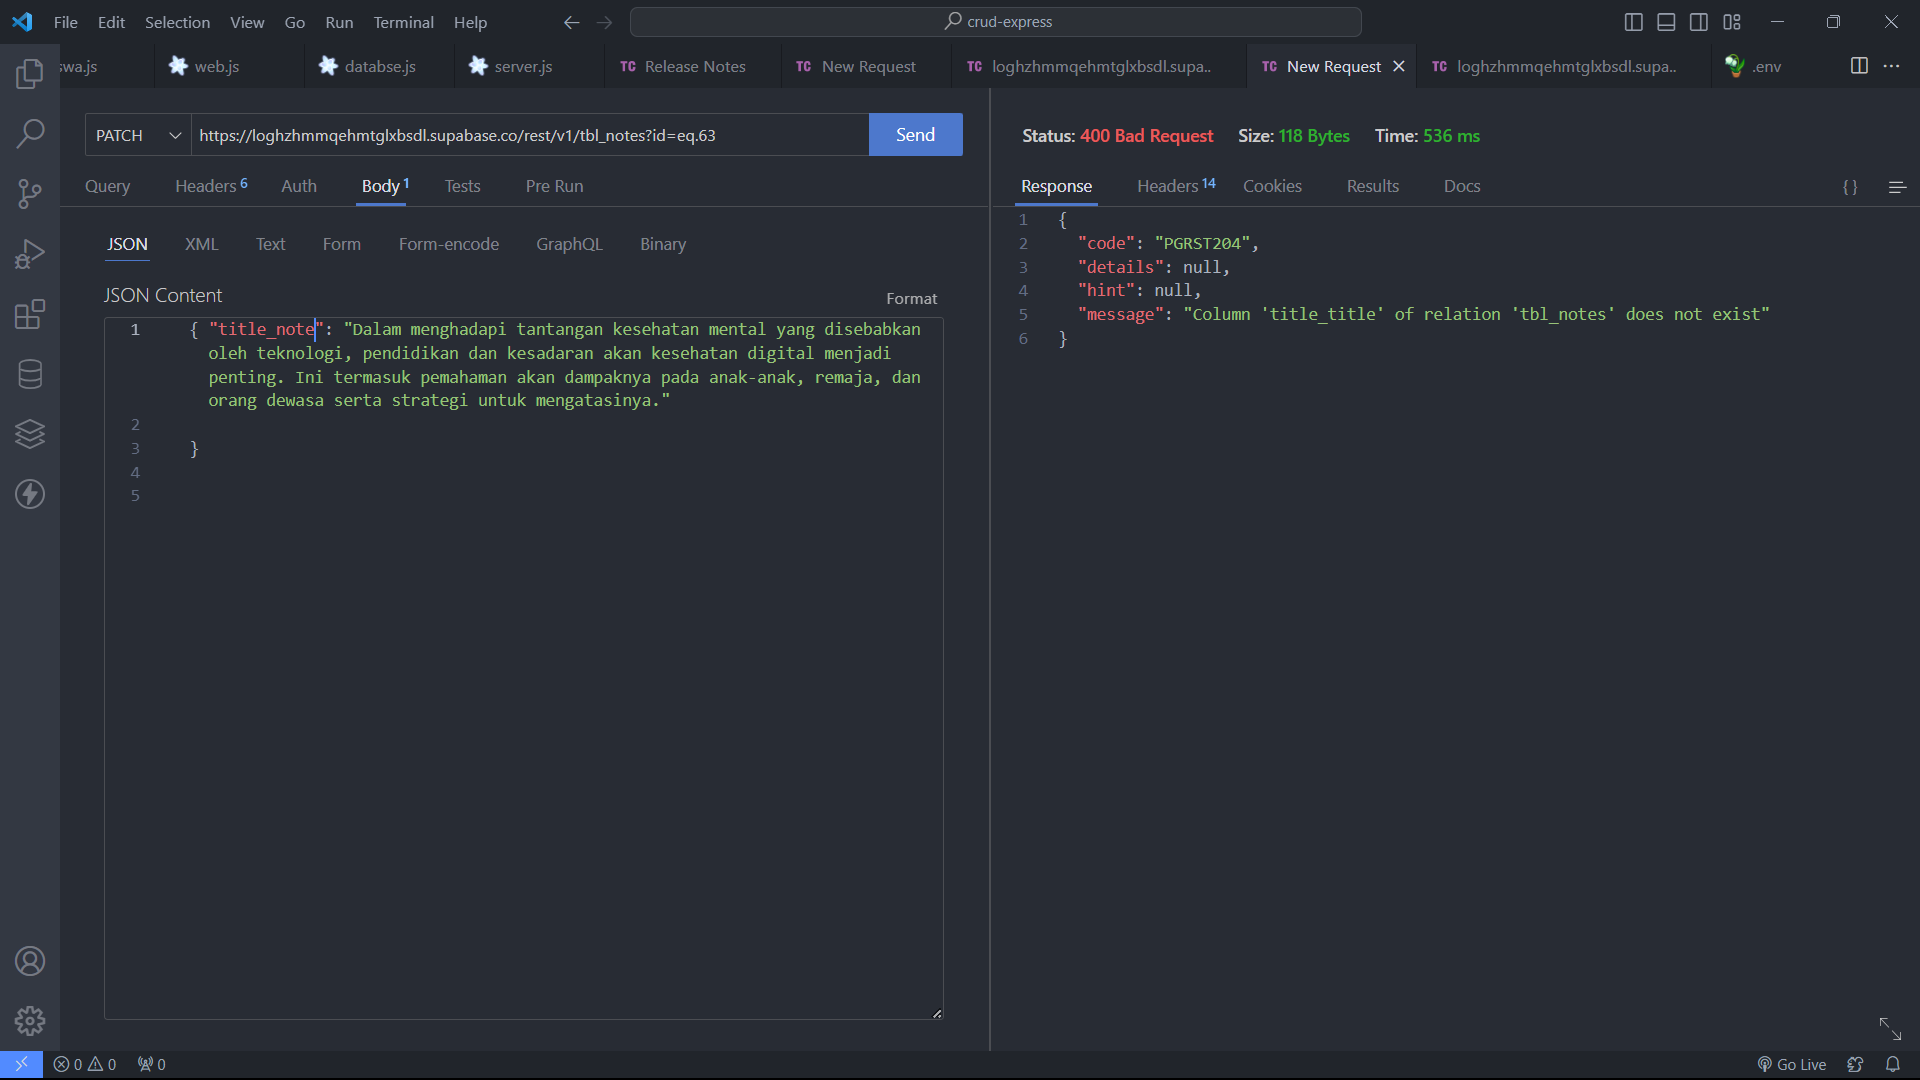 File Edit Selection View Go Run Terminal Help
crud-express
swa.js
web.js
databse.js
server.js
TC Release Notes
TC New Request
TC loghzhmmqehmtglxbsdl.supa..
TC New Request
TC loghzhmmqehmtglxbsdl.supa..
.env
PATCH
https://loghzhmmqehmtglxbsdl.supabase.co/rest/v1/tbl_notes?id=eq.63
Send
Query Headers 6 Auth Body 1 Tests Pre Run
JSON XML Text Form Form-encode GraphQL Binary
JSON Content
Format
1 { "title_note": "Dalam menghadapi tantangan kesehatan mental yang disebabkan
oleh teknologi, pendidikan dan kesadaran akan kesehatan digital menjadi
penting. Ini termasuk pemahaman akan dampaknya pada anak-anak, remaja, dan
orang dewasa serta strategi untuk mengatasinya."
2
3 }
4
5
Status: 400 Bad Request Size: 118 Bytes Time: 536 ms
Response Headers 14 Cookies Results Docs
{ }
1 {
2 "code": "PGRST204",
3 "details": null,
4 "hint": null,
5 "message": "Column 'title_title' of relation 'tbl_notes' does not exist"
6 }
0 0 0
Go Live